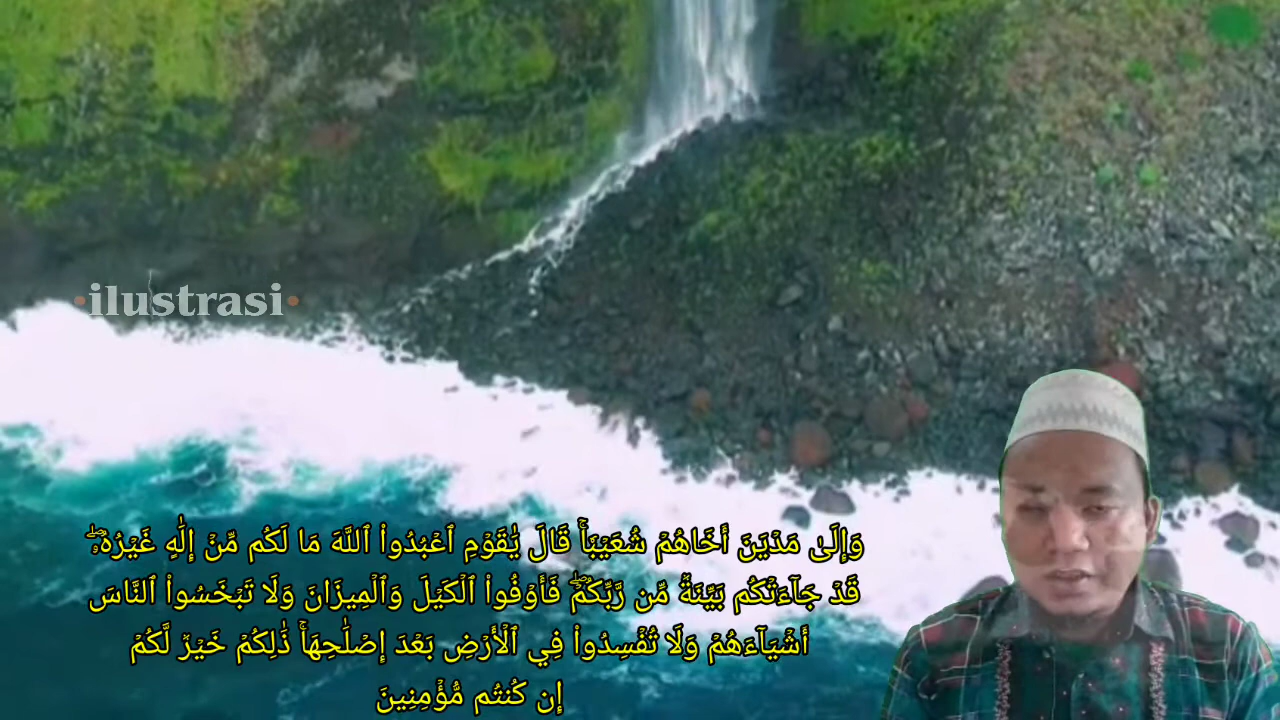 •ilustrasi•
وَإِلَىٰ مَدْيَنَ أَخَاهُمْ شُعَيْبًاۗ قَالَ يَٰقَوْمِ ٱعْبُدُوا۟ ٱللَّهَ مَا لَكُم مِّنْ إِلَٰهٍ غَيْرُهُۥۖ
قَدْ جَآءَتْكُم بَيِّنَةٌ مِّن رَّبِّكُمْۖ فَأَوْفُوا۟ ٱلْكَيْلَ وَٱلْمِيزَانَ وَلَا تَبْخَسُوا۟ ٱلنَّاسَ
أَشْيَآءَهُمْ وَلَا تُفْسِدُوا۟ فِي ٱلْأَرْضِ بَعْدَ إِصْلَٰحِهَاۚ ذَٰلِكُمْ خَيْرٌ لَّكُمْ
إِن كُنتُم مُّؤْمِنِينَ